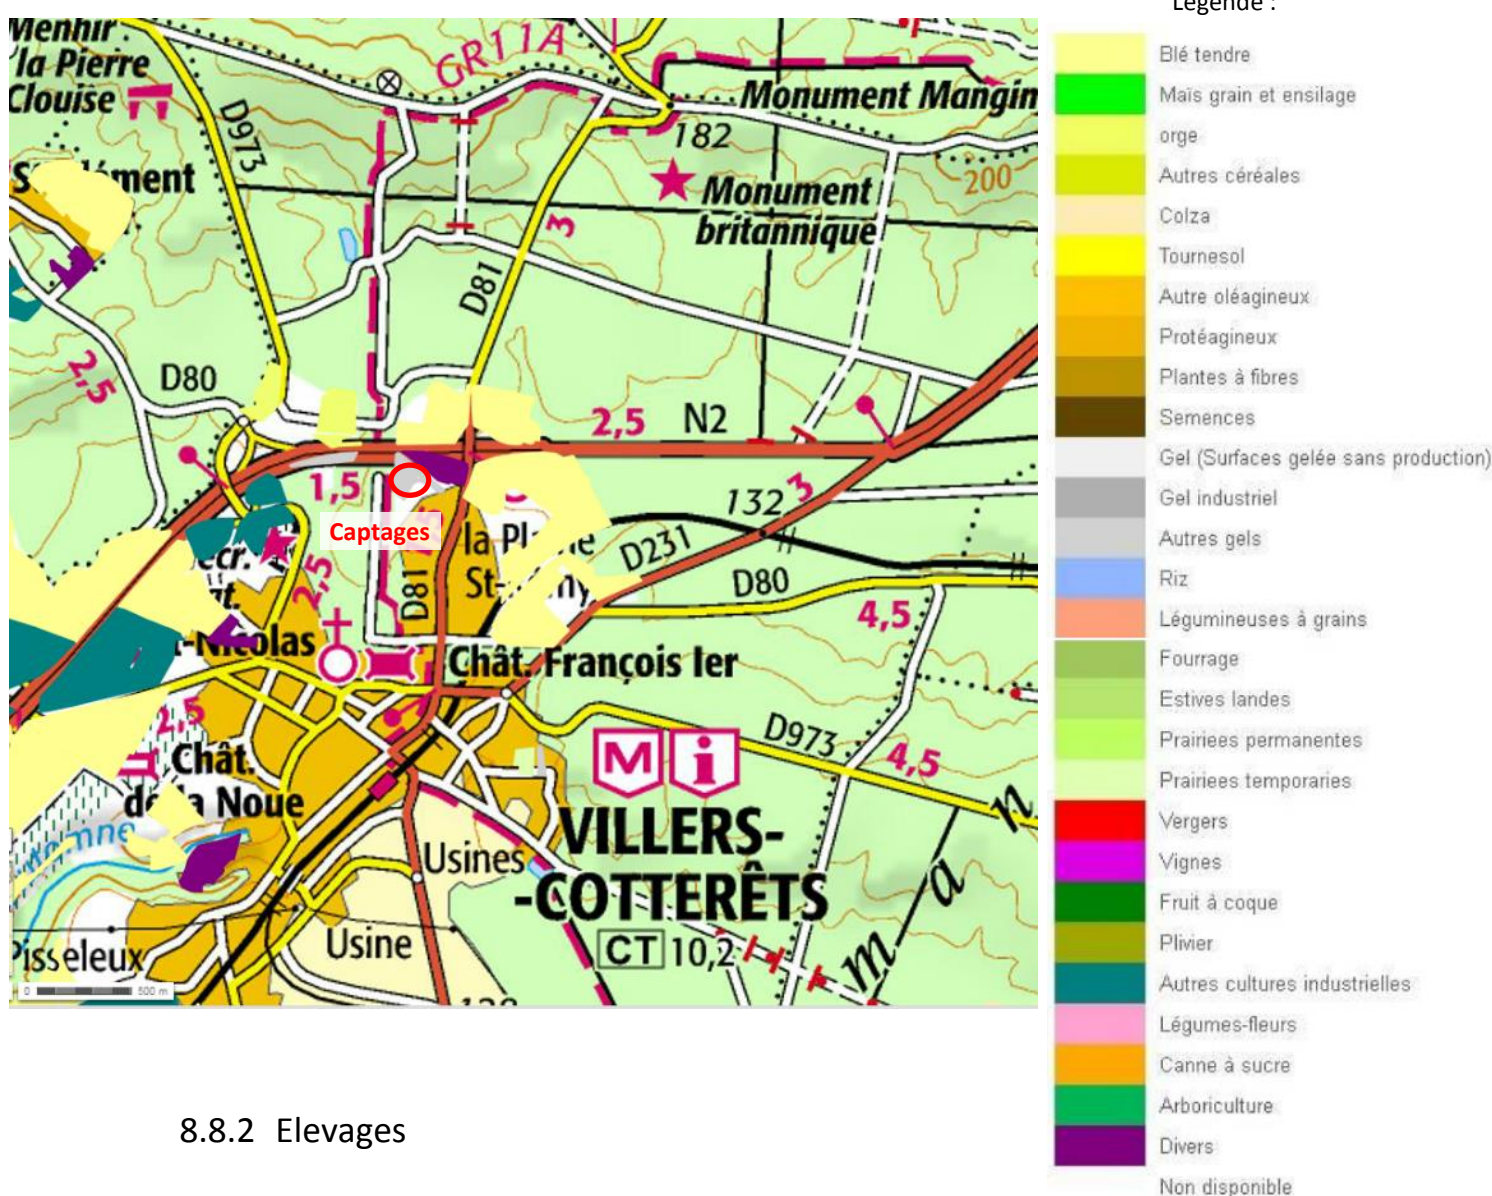 Légende :
Menhir
la Pierre
Clouise
GR11A
D973
Monument Mangin
182
200
Monument
britannique
3
D81
2,5
D80
2,5
N2
1,5
Captages
132
3
D231
D80
4,5
D81
2,5
Chât. François Ier
D973
4,5
2,5
Chât.
de la Noue
M
i
VILLERS-
-COTTERÊTS
CT 10,2
Usines
Usine
Pisseleux
n
a
m
0
500 m
Blé tendre
Maïs grain et ensilage
orge
Autres céréales
Colza
Tournesol
Autre oléagineux
Protéagineux
Plantes à fibres
Semences
Gel (Surfaces gelée sans production)
Gel industriel
Autres gels
Riz
Légumineuses à grains
Fourrage
Estives landes
Prairiees permanentes
Prairiees temporaries
Vergers
Vignes
Fruit à coque
Plivier
Autres cultures industrielles
Légumes-fleurs
Canne à sucre
Arboriculture
Divers
Non disponible
8.8.2 Elevages